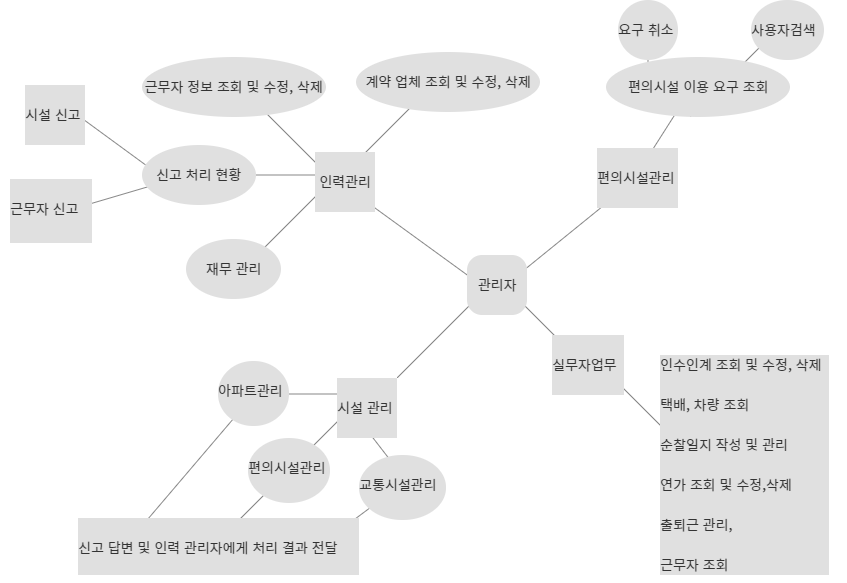 요구 취소
사용자검색
근무자 정보 조회 및 수정, 삭제
계약 업체 조회 및 수정, 삭제
편의시설 이용 요구 조회
시설 신고
신고 처리 현황
인력관리
편의시설관리
근무자 신고
재무 관리
관리자
아파트관리
시설 관리
실무자업무
인수인계 조회 및 수정, 삭제
택배, 차량 조회
순찰일지 작성 및 관리
연가 조회 및 수정,삭제
출퇴근 관리,
근무자 조회
편의시설관리
교통시설관리
신고 답변 및 인력 관리자에게 처리 결과 전달